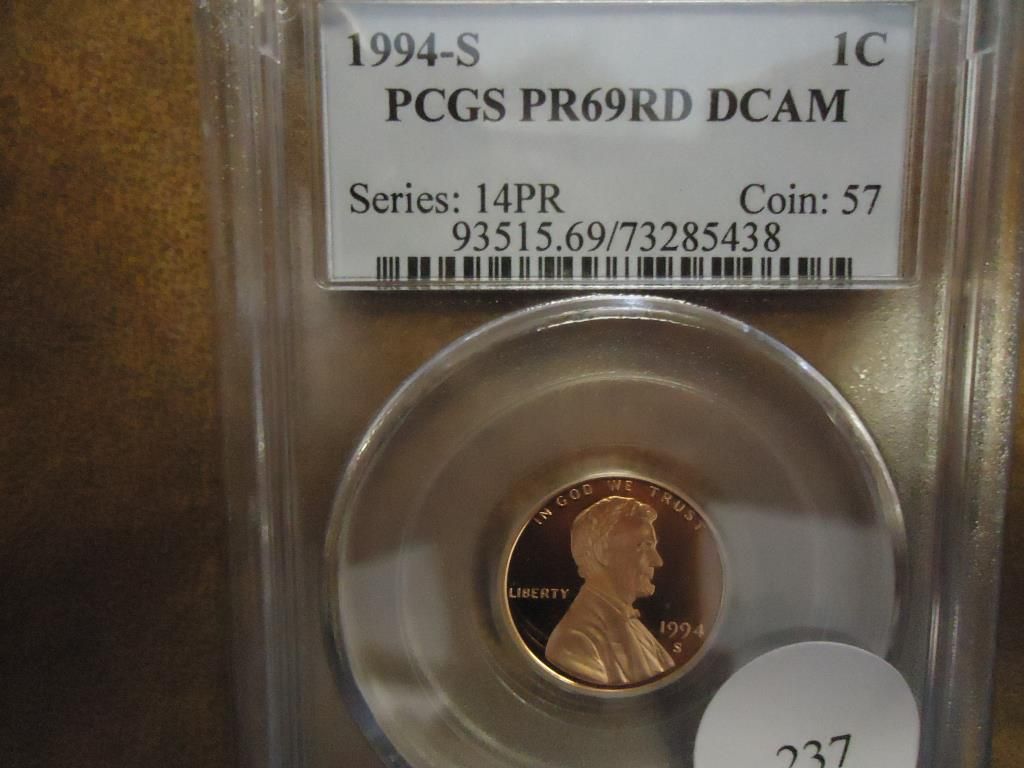 1994-S 1C
PCGS PR69RD DCAM
Series: 14PR Coin: 57
93515.69/73285438
IN GOD WE TRUST
LIBERTY
1994
S
237